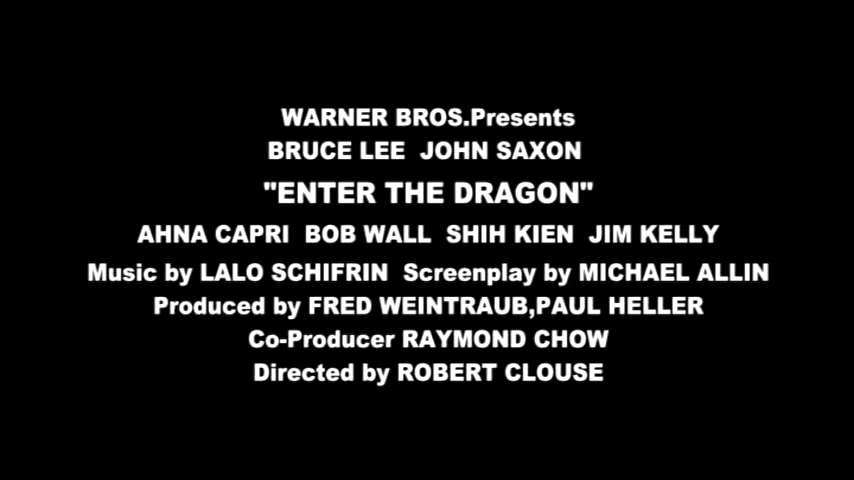 WARNER BROS.Presents
BRUCE LEE JOHN SAXON
"ENTER THE DRAGON"
AHNA CAPRI BOB WALL SHIH KIEN JIM KELLY
Music by LALO SCHIFRIN Screenplay by MICHAEL ALLIN
Produced by FRED WEINTRAUB,PAUL HELLER
Co-Producer RAYMOND CHOW
Directed by ROBERT CLOUSE